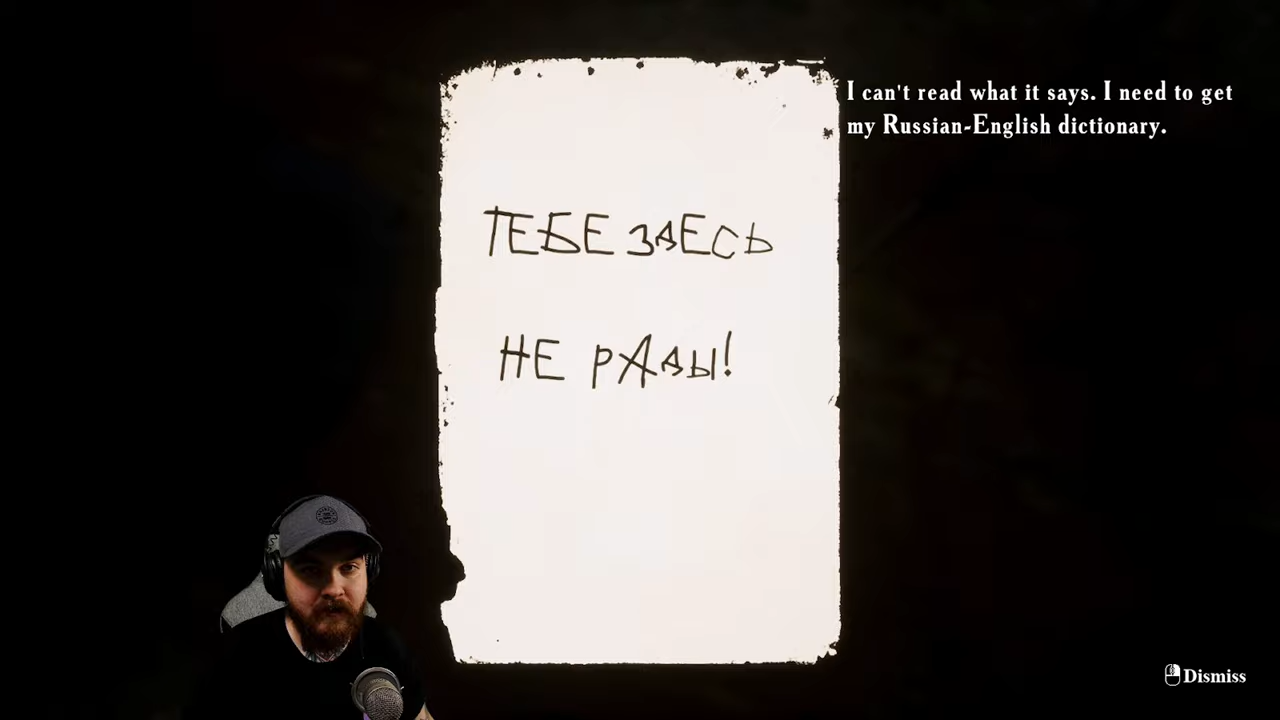 I can't read what it says. I need to get
my Russian-English dictionary.
ТЕБЕ ЗДЕСЬ
НЕ РАДЫ!
Dismiss